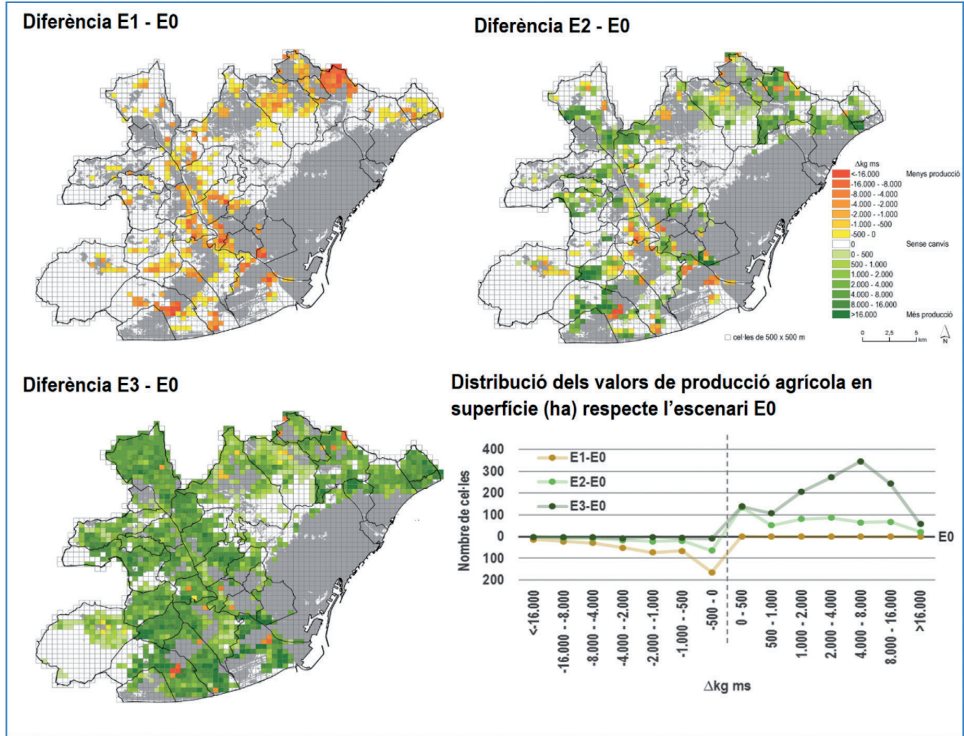 Diferència E1 - E0
Diferència E2 - E0
Δkg ms
<-16.000 Menys producció
-16.000 - -8.000
-8.000 - -4.000
-4.000 - -2.000
-2.000 - -1.000
-1.000 - -500
-500 - 0
0 Sense canvis
0 - 500
500 - 1.000
1.000 - 2.000
2.000 - 4.000
4.000 - 8.000
8.000 - 16.000
>16.000 Més producció
cel·les de 500 x 500 m
0 2,5 5
km
N
Diferència E3 - E0
Distribució dels valors de producció agrícola en
superfície (ha) respecte l'escenari E0
Nombre de cel·les
400
300
200
100
0
100
200
E1-E0
E2-E0
E3-E0
E0
<-16.000
-16.000 - -8.000
-8.000 - -4.000
-4.000 - -2.000
-2.000 - -1.000
-1.000 - -500
-500 - 0
0 - 500
500 - 1.000
1.000 - 2.000
2.000 - 4.000
4.000 - 8.000
8.000 - 16.000
>16.000
Δkg ms